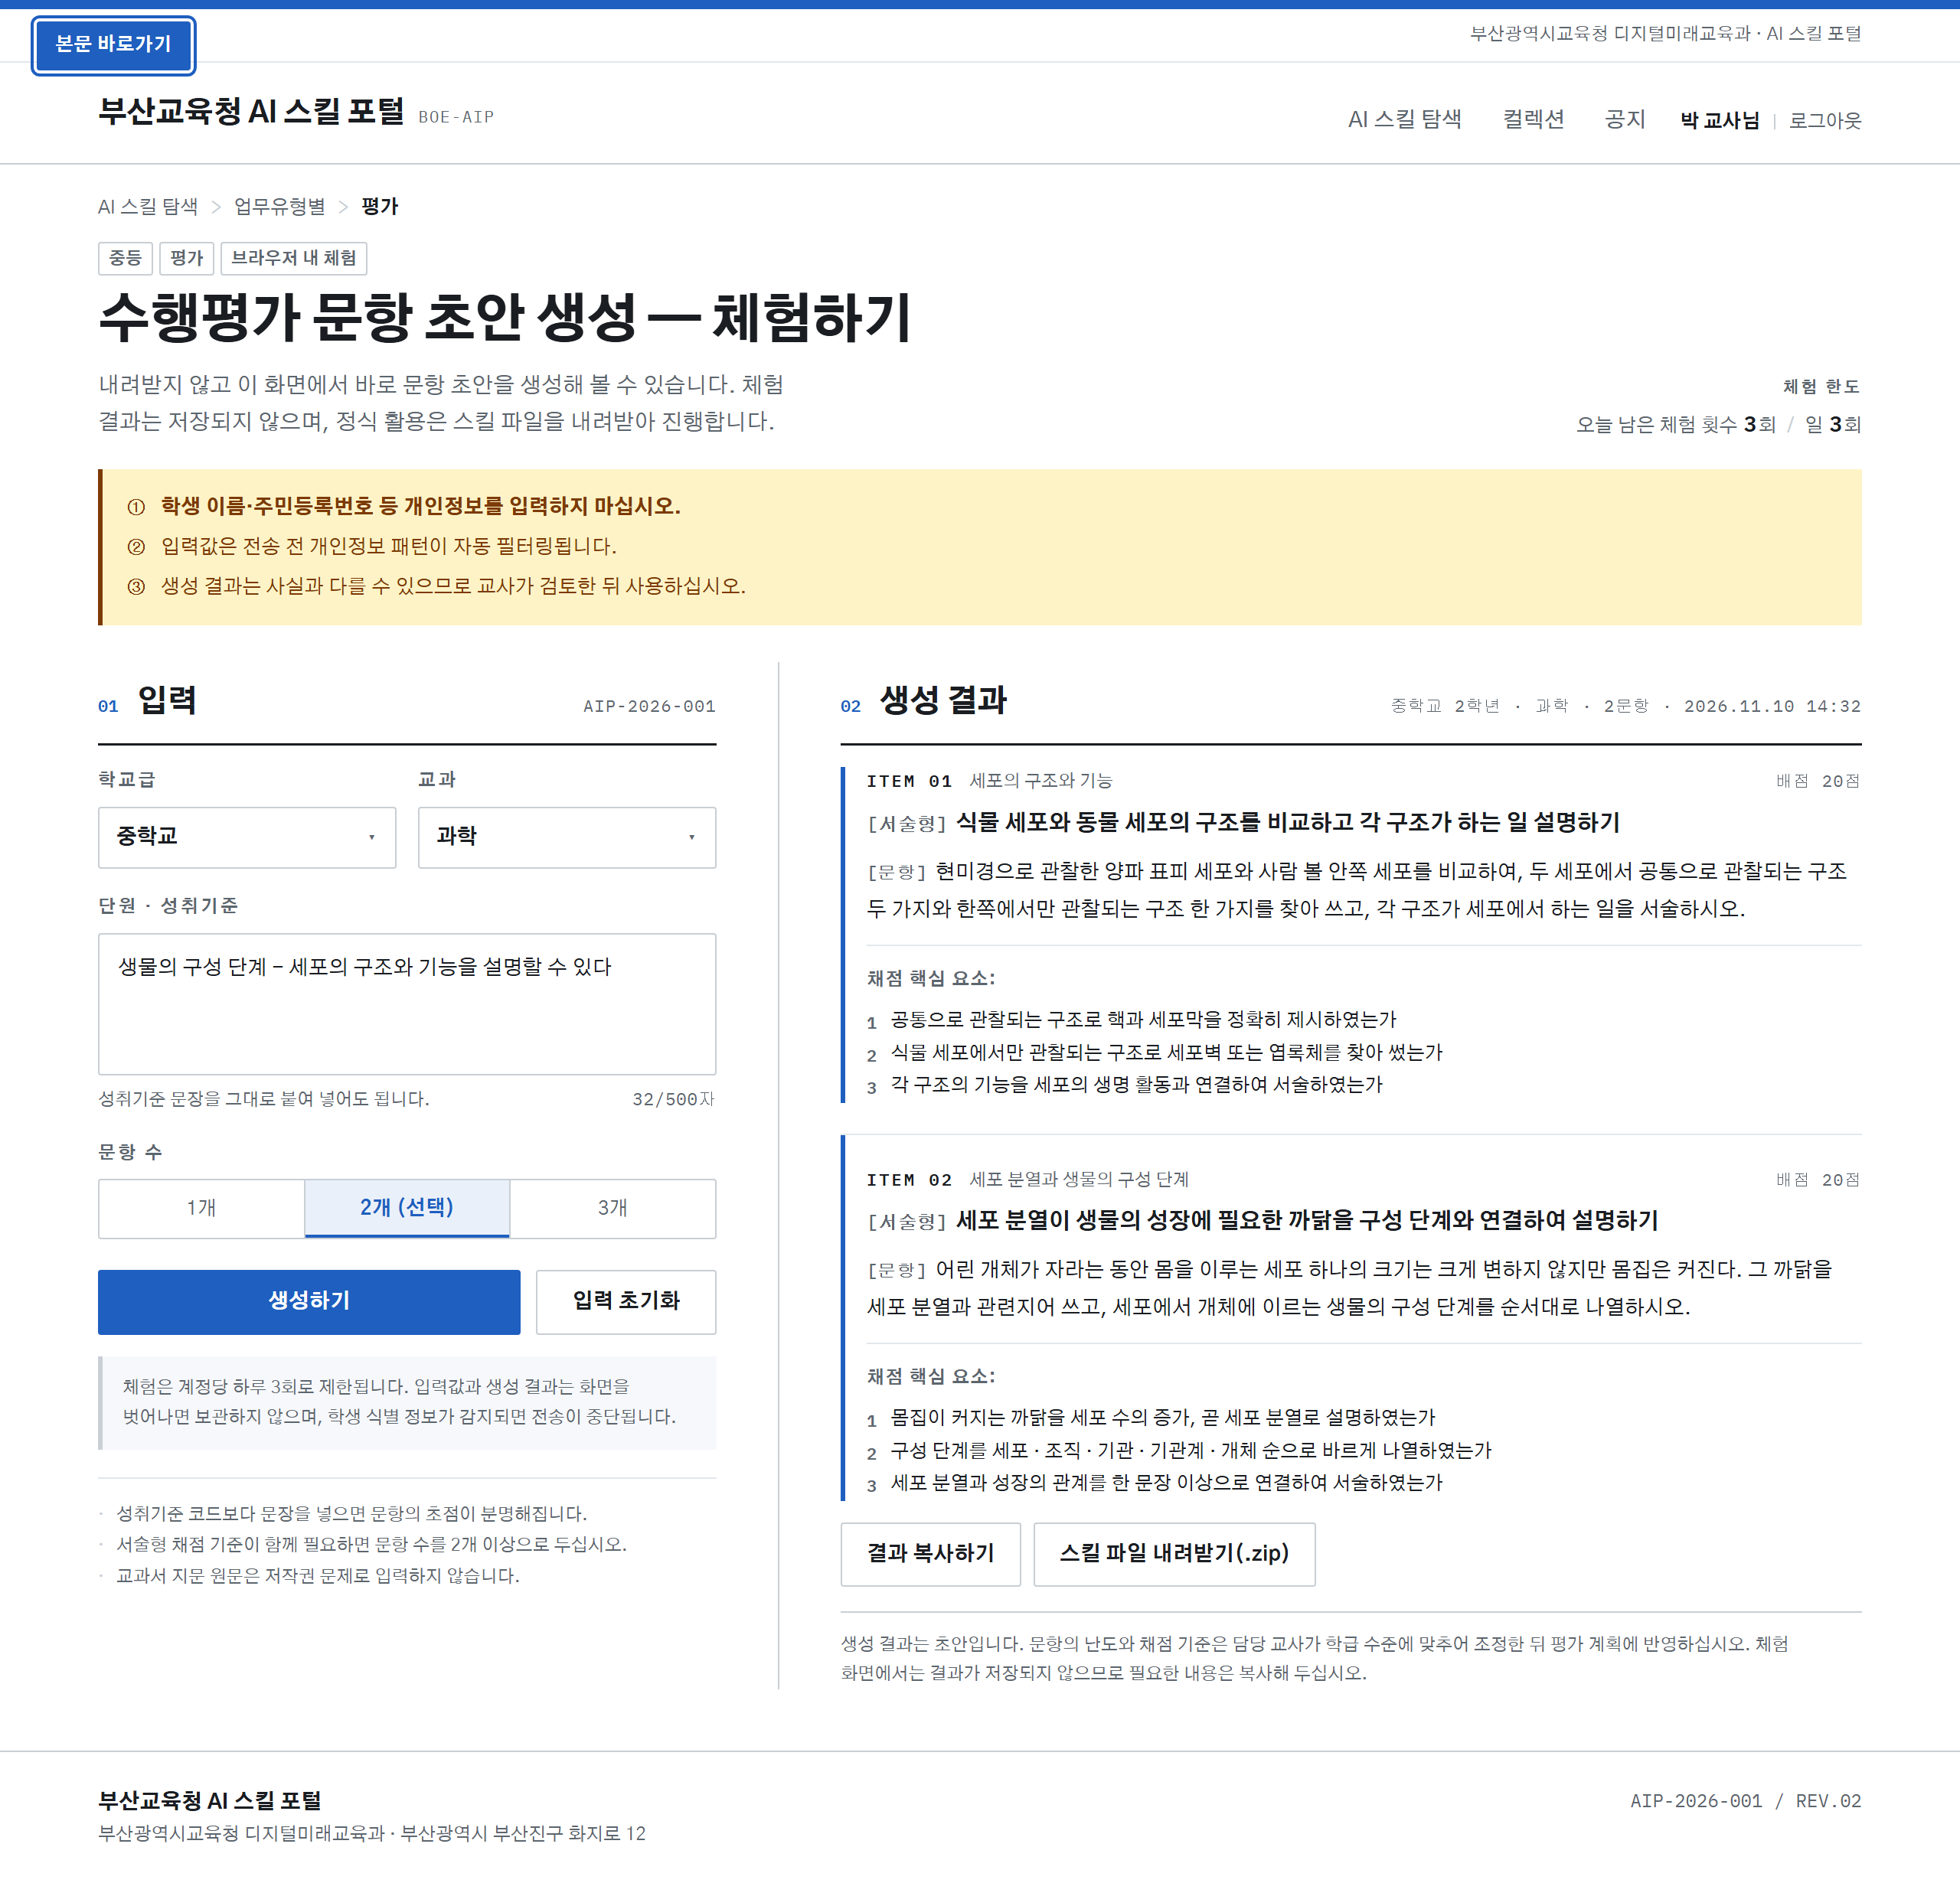 본문 바로가기
부산광역시교육청 디지털미래교육과 · AI 스킬 포털
부산교육청 AI 스킬 포털 BOE-AIP
AI 스킬 탐색 컬렉션 공지 박 교사님 | 로그아웃
AI 스킬 탐색 > 업무유형별 > 평가
중등 평가 브라우저 내 체험
수행평가 문항 초안 생성 — 체험하기
내려받지 않고 이 화면에서 바로 문항 초안을 생성해 볼 수 있습니다. 체험
결과는 저장되지 않으며, 정식 활용은 스킬 파일을 내려받아 진행합니다.
체험 한도
오늘 남은 체험 횟수 3회 / 일 3회
① 학생 이름·주민등록번호 등 개인정보를 입력하지 마십시오.
② 입력값은 전송 전 개인정보 패턴이 자동 필터링됩니다.
③ 생성 결과는 사실과 다를 수 있으므로 교사가 검토한 뒤 사용하십시오.
01 입력 AIP-2026-001
학교급 교과
중학교 ▾ 과학 ▾
단원 · 성취기준
생물의 구성 단계 – 세포의 구조와 기능을 설명할 수 있다
성취기준 문장을 그대로 붙여 넣어도 됩니다. 32/500자
문항 수
1개 2개 (선택) 3개
생성하기 입력 초기화
체험은 계정당 하루 3회로 제한됩니다. 입력값과 생성 결과는 화면을
벗어나면 보관하지 않으며, 학생 식별 정보가 감지되면 전송이 중단됩니다.
· 성취기준 코드보다 문장을 넣으면 문항의 초점이 분명해집니다.
· 서술형 채점 기준이 함께 필요하면 문항 수를 2개 이상으로 두십시오.
· 교과서 지문 원문은 저작권 문제로 입력하지 않습니다.
02 생성 결과 중학교 2학년 · 과학 · 2문항 · 2026.11.10 14:32
ITEM 01 세포의 구조와 기능 배점 20점
[서술형] 식물 세포와 동물 세포의 구조를 비교하고 각 구조가 하는 일 설명하기
[문항] 현미경으로 관찰한 양파 표피 세포와 사람 볼 안쪽 세포를 비교하여, 두 세포에서 공통으로 관찰되는 구조
두 가지와 한쪽에서만 관찰되는 구조 한 가지를 찾아 쓰고, 각 구조가 세포에서 하는 일을 서술하시오.
채점 핵심 요소:
1 공통으로 관찰되는 구조로 핵과 세포막을 정확히 제시하였는가
2 식물 세포에서만 관찰되는 구조로 세포벽 또는 엽록체를 찾아 썼는가
3 각 구조의 기능을 세포의 생명 활동과 연결하여 서술하였는가
ITEM 02 세포 분열과 생물의 구성 단계 배점 20점
[서술형] 세포 분열이 생물의 성장에 필요한 까닭을 구성 단계와 연결하여 설명하기
[문항] 어린 개체가 자라는 동안 몸을 이루는 세포 하나의 크기는 크게 변하지 않지만 몸집은 커진다. 그 까닭을
세포 분열과 관련지어 쓰고, 세포에서 개체에 이르는 생물의 구성 단계를 순서대로 나열하시오.
채점 핵심 요소:
1 몸집이 커지는 까닭을 세포 수의 증가, 곧 세포 분열로 설명하였는가
2 구성 단계를 세포 · 조직 · 기관 · 기관계 · 개체 순으로 바르게 나열하였는가
3 세포 분열과 성장의 관계를 한 문장 이상으로 연결하여 서술하였는가
결과 복사하기 스킬 파일 내려받기(.zip)
생성 결과는 초안입니다. 문항의 난도와 채점 기준은 담당 교사가 학급 수준에 맞추어 조정한 뒤 평가 계획에 반영하십시오. 체험
화면에서는 결과가 저장되지 않으므로 필요한 내용은 복사해 두십시오.
부산교육청 AI 스킬 포털 AIP-2026-001 / REV.02
부산광역시교육청 디지털미래교육과 · 부산광역시 부산진구 화지로 12